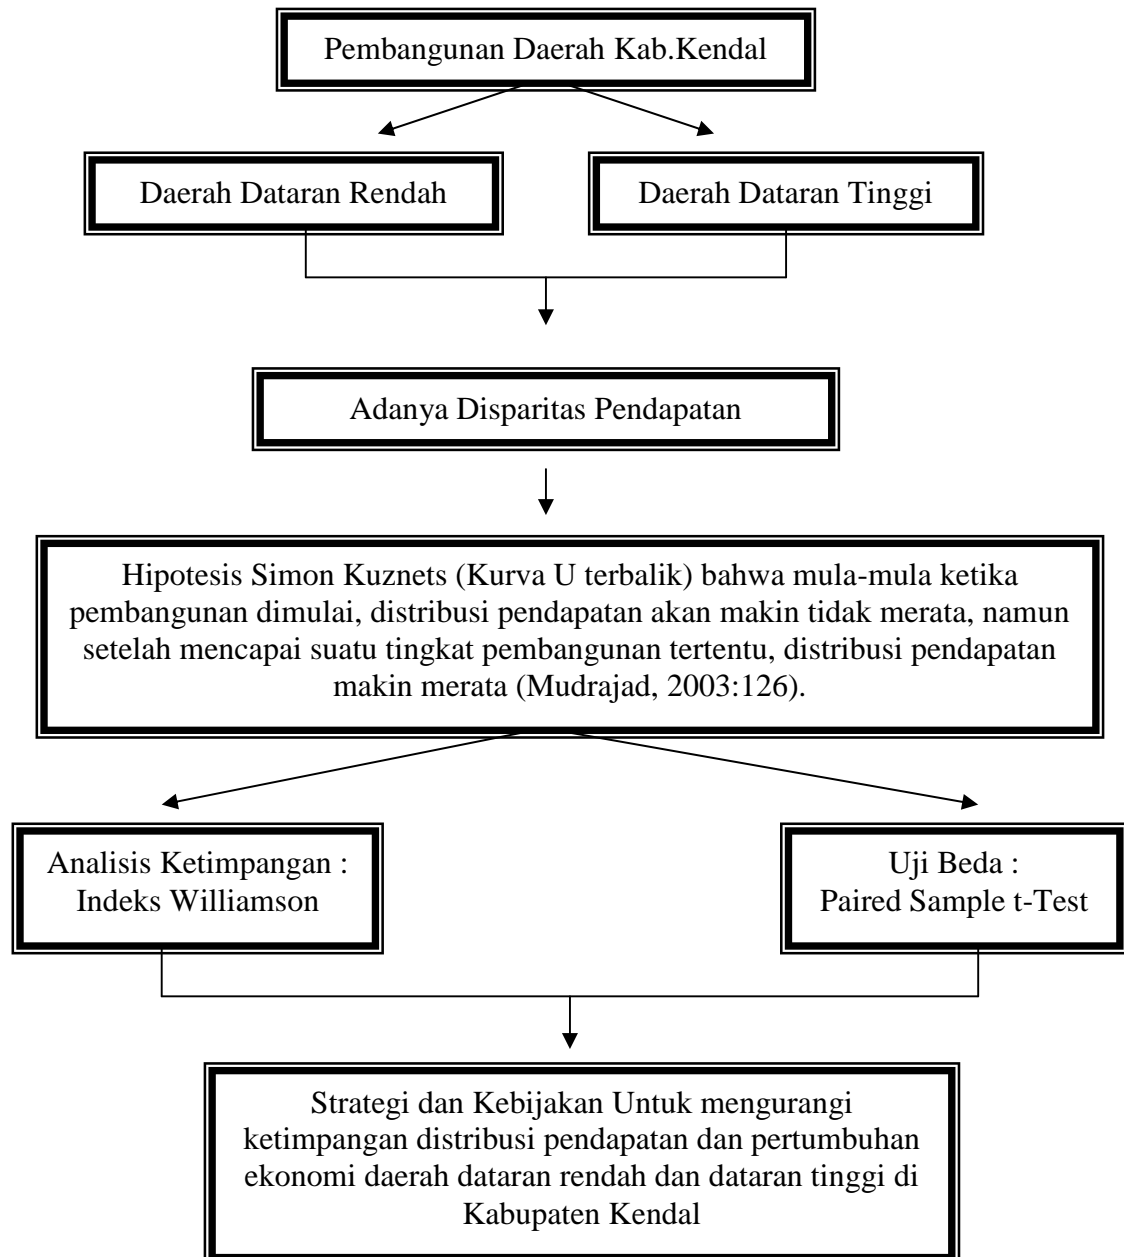 Pembangunan Daerah Kab.Kendal
Daerah Dataran Rendah
Daerah Dataran Tinggi
Adanya Disparitas Pendapatan
Hipotesis Simon Kuznets (Kurva U terbalik) bahwa mula-mula ketika
pembangunan dimulai, distribusi pendapatan akan makin tidak merata, namun
setelah mencapai suatu tingkat pembangunan tertentu, distribusi pendapatan
makin merata (Mudrajad, 2003:126).
Analisis Ketimpangan :
Indeks Williamson
Uji Beda :
Paired Sample t-Test
Strategi dan Kebijakan Untuk mengurangi
ketimpangan distribusi pendapatan dan pertumbuhan
ekonomi daerah dataran rendah dan dataran tinggi di
Kabupaten Kendal